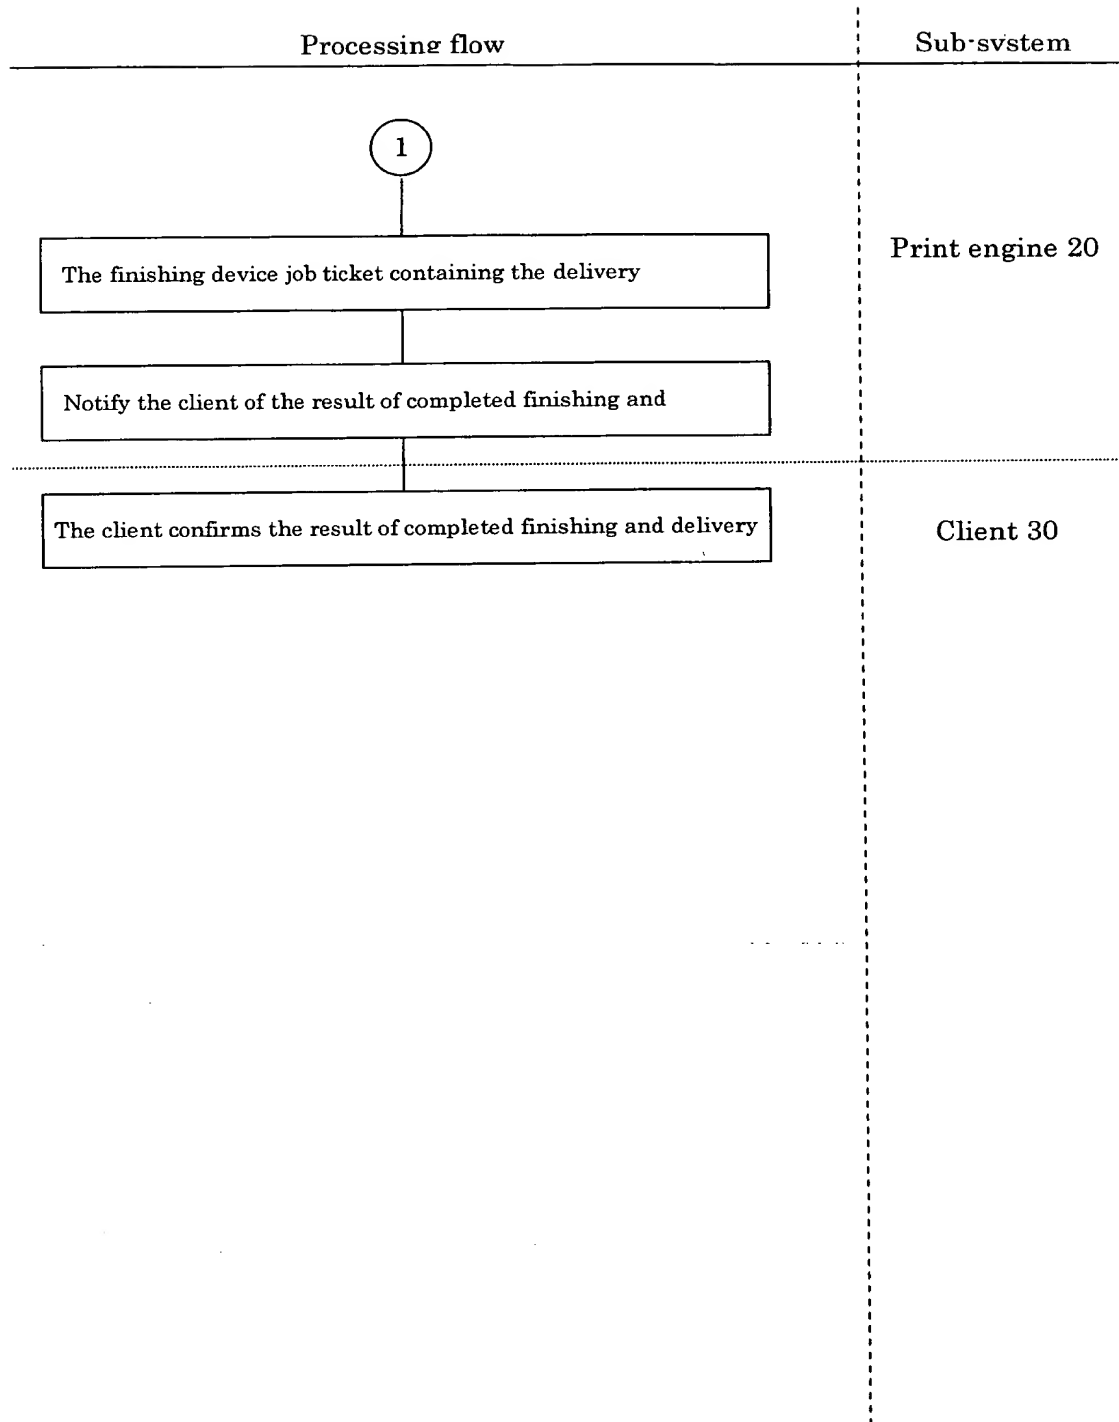 Processing flow
Sub-system
1
The finishing device job ticket containing the delivery
Print engine 20
Notify the client of the result of completed finishing and
The client confirms the result of completed finishing and delivery
Client 30